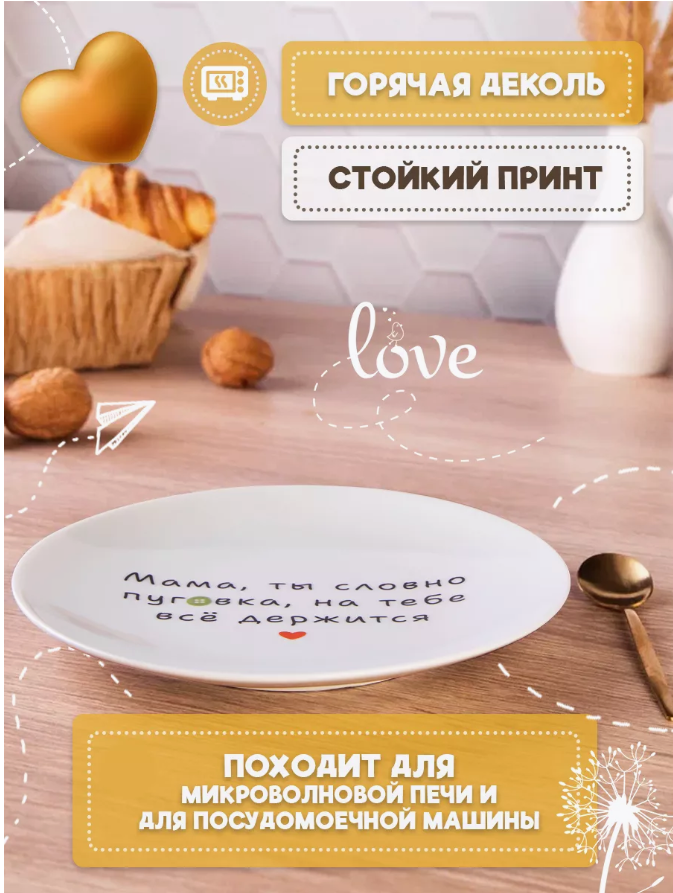 ГОРЯЧАЯ ДЕКОЛЬ
СТОЙКИЙ ПРИНТ
love
Мама, ты словно
пуговка, на тебе
всё держится
ПОХОДИТ ДЛЯ
МИКРОВОЛНОВОЙ ПЕЧИ И
ДЛЯ ПОСУДОМОЕЧНОЙ МАШИНЫ